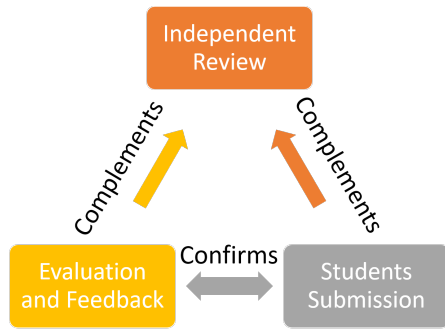 Independent
Review
Complements
Complements
Confirms
Evaluation
and Feedback
Students
Submission